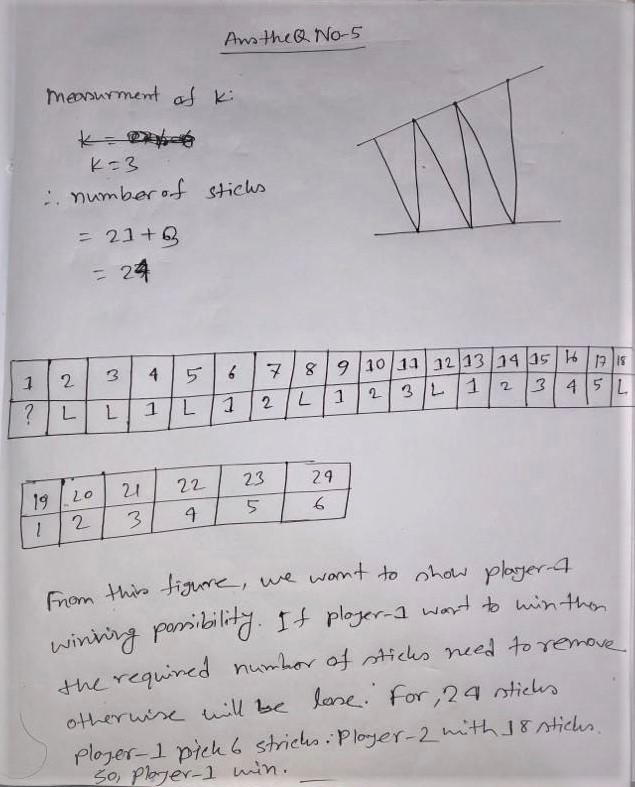 Ans the Q No-5
Measurment of k:
k =
K=3
∴ number of sticks
= 21+3
= 24
1 2 3 4 5 6 7 8 9 10 11 12 13 14 15 16 17 18
? L L 1 L 1 2 L 1 2 3 L 1 2 3 4 5 L
19 20 21 22 23 24
1 2 3 4 5 6
From this figure, we want to show player-1
winning possibility. If player-1 want to win then
the required number of sticks need to remove
otherwise will be lose. For, 24 sticks
player-1 pick 6 stricks. Player-2 with 18 sticks.
So, player-1 win.